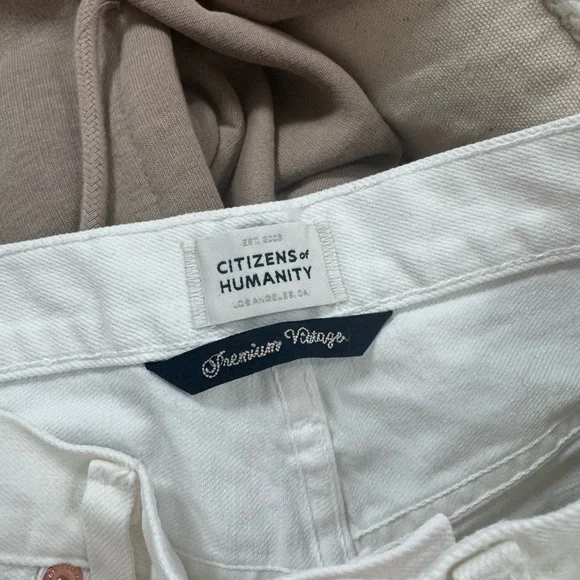 EST. 2003
CITIZENS of
HUMANITY
LOS ANGELES, CA.
Premium Vintage